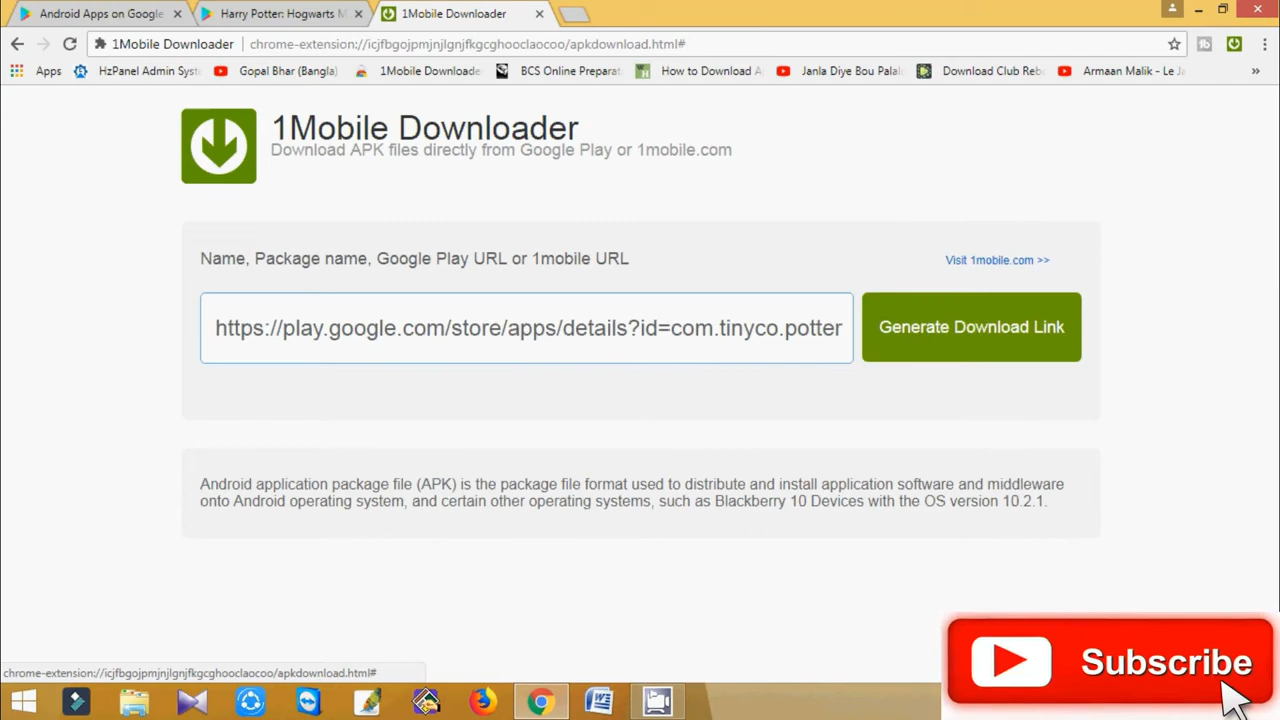 Android Apps on Google
Harry Potter: Hogwarts M
1Mobile Downloader
1Mobile Downloader
chrome-extension://icjfbgojpmjnjlgnjfkgcghooclaocoo/apkdownload.html#
Apps
HzPanel Admin Syst
Gopal Bhar (Bangla)
1Mobile Downloade
BCS Online Preparat
How to Download A
Janla Diye Bou Pala
Download Club Reb
Armaan Malik - Le Ja
»
1Mobile Downloader
Download APK files directly from Google Play or 1mobile.com
Name, Package name, Google Play URL or 1mobile URL
Visit 1mobile.com >>
https://play.google.com/store/apps/details?id=com.tinyco.potter
Generate Download Link
Android application package file (APK) is the package file format used to distribute and install application software and middleware
onto Android operating system, and certain other operating systems, such as Blackberry 10 Devices with the OS version 10.2.1.
Subscribe
chrome-extension://icjfbgojpmjnjlgnjfkgcghooclaocoo/apkdownload.html#